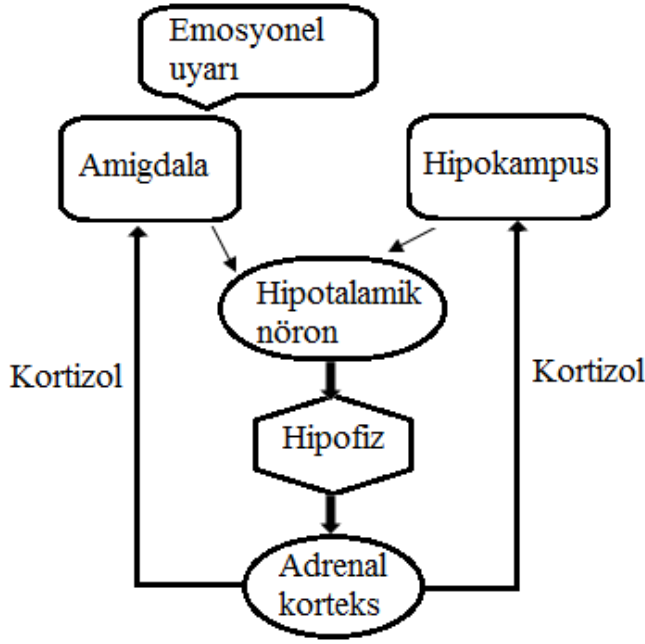 Emosyonel
uyarı
Amigdala
Hipokampus
Hipotalamik
nöron
Kortizol
Kortizol
Hipofiz
Adrenal
korteks